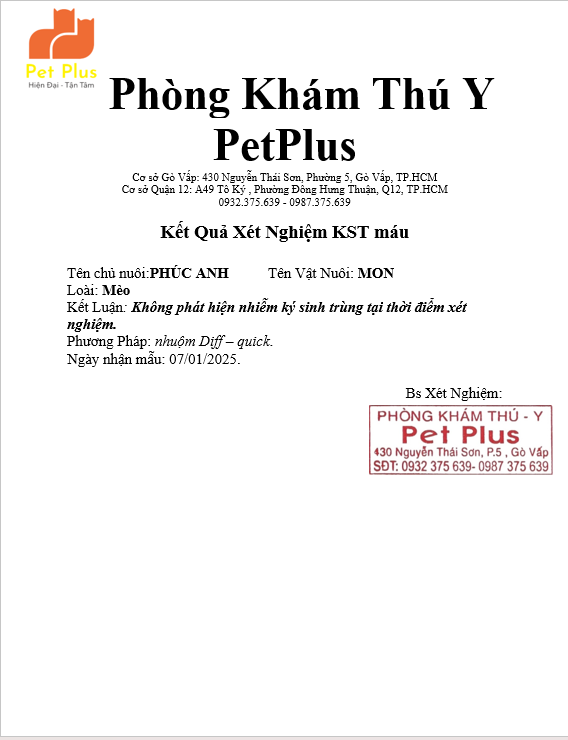 Pet Plus
Hiện Đại - Tận Tâm
Phòng Khám Thú Y
PetPlus
Cơ sở Gò Vấp: 430 Nguyễn Thái Sơn, Phường 5, Gò Vấp, TP.HCM
Cơ sở Quận 12: A49 Tô Ký , Phường Đông Hưng Thuận, Q12, TP.HCM
0932.375.639 - 0987.375.639
Kết Quả Xét Nghiệm KST máu
Tên chủ nuôi:PHÚC ANH Tên Vật Nuôi: MON
Loài: Mèo
Kết Luận: Không phát hiện nhiễm ký sinh trùng tại thời điểm xét
nghiệm.
Phương Pháp: nhuộm Diff – quick.
Ngày nhận mẫu: 07/01/2025.
Bs Xét Nghiệm:
PHÒNG KHÁM THÚ - Y
Pet Plus
430 Nguyễn Thái Sơn, P.5 , Gò Vấp
SĐT: 0932 375 639- 0987 375 639